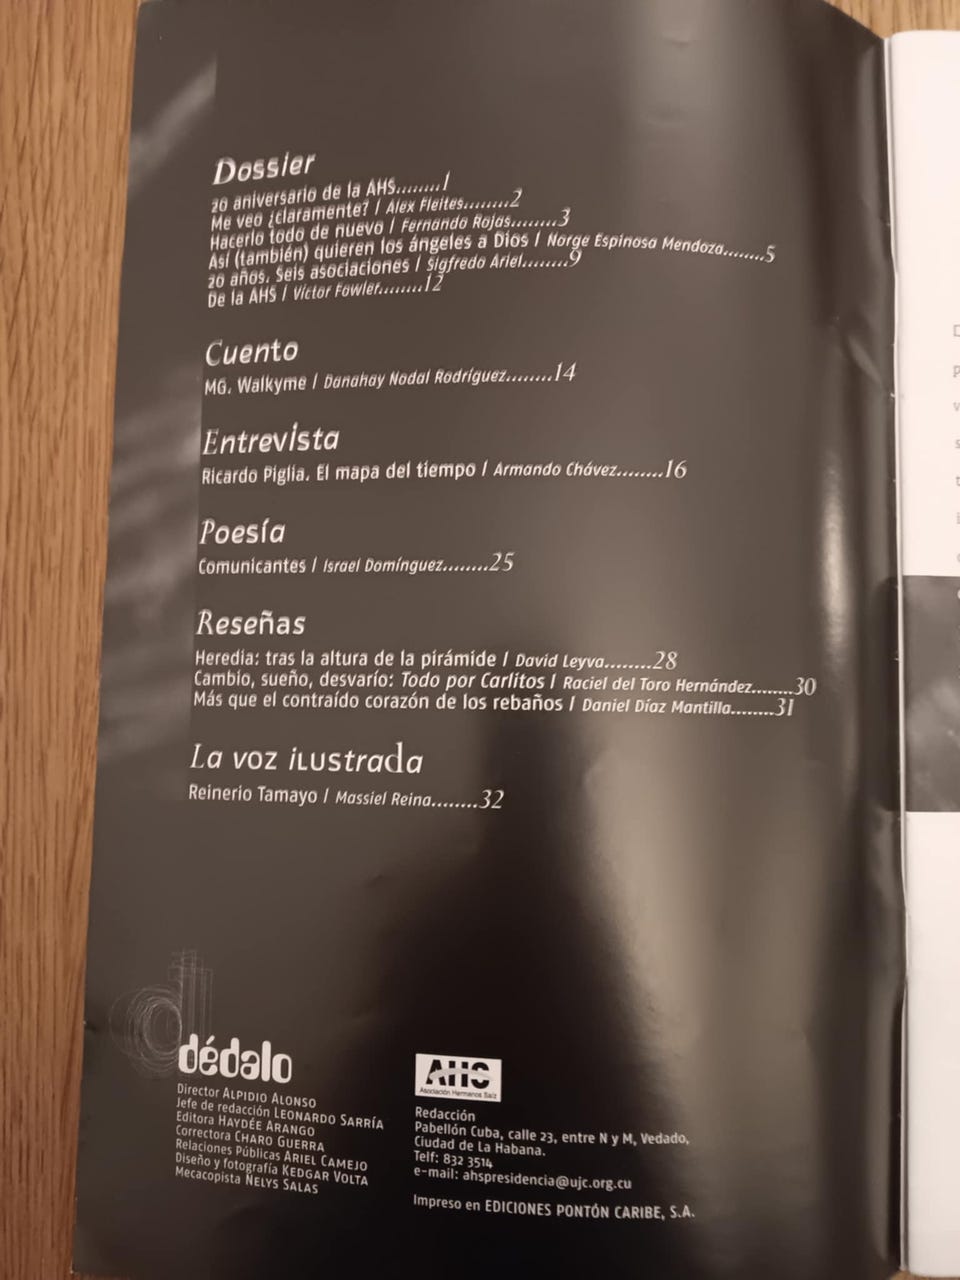 Dossier
20 aniversario de la AHS........1
Me veo ¿claramente? / Alex Fleites........2
Hacerlo todo de nuevo / Fernando Rojas........3
Así (también) quieren los ángeles a Dios / Norge Espinosa Mendoza........5
20 años. Seis asociaciones / Sigfredo Ariel........9
De la AHS / Víctor Fowler........12
Cuento
MG. Walkyme / Danahay Nodal Rodríguez........14
Entrevista
Ricardo Piglia. El mapa del tiempo / Armando Chávez........16
Poesía
Comunicantes / Israel Domínguez........25
Reseñas
Heredia: tras la altura de la pirámide / David Leyva........28
Cambio, sueño, desvarío: Todo por Carlitos / Raciel del Toro Hernández........30
Más que el contraído corazón de los rebaños / Daniel Díaz Mantilla........31
La voz ilustrada
Reinerio Tamayo / Massiel Reina........32
dédalo
Director ALPIDIO ALONSO
Jefe de redacción LEONARDO SARRÍA
Editora HAYDÉE ARANGO
Correctora CHARO GUERRA
Relaciones Públicas ARIEL CAMEJO
Diseño y fotografía KEDGAR VOLTA
Mecacopista NELYS SALAS
AHS
Asociación Hermanos Saíz
Redacción
Pabellón Cuba, calle 23, entre N y M, Vedado,
Ciudad de La Habana.
Telf: 832 3514
e-mail: ahspresidencia@ujc.org.cu
Impreso en EDICIONES PONTÓN CARIBE, S.A.